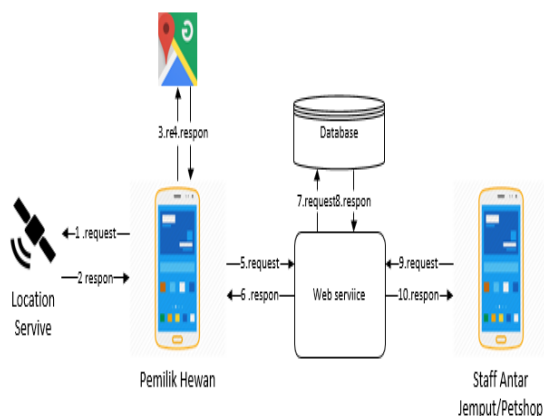 3.re4.respon
Database
7.request8.respon
1 .request
2 respon
Location
Servive
5.request
6 .respon
Web serviice
9.request
10.respon
Pemilik Hewan
Staff Antar
Jemput/Petshop